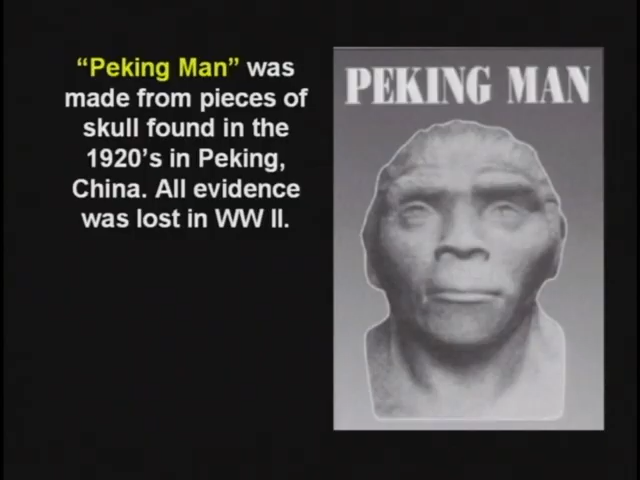 “Peking Man” was
made from pieces of
skull found in the
1920’s in Peking,
China. All evidence
was lost in WW II.
PEKING MAN